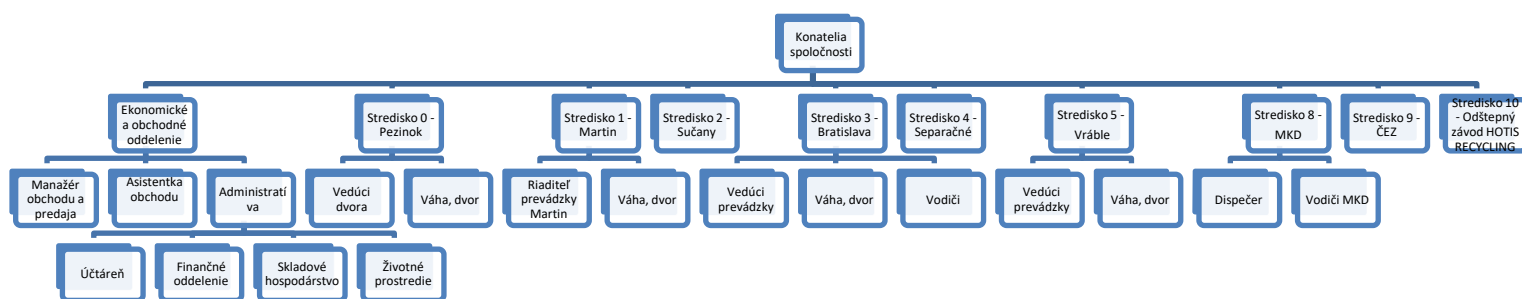 Konatelia
spoločnosti
Ekonomické
a obchodné
oddelenie
Stredisko 0 -
Pezinok
Stredisko 1 -
Martin
Stredisko 2 -
Sučany
Stredisko 3 -
Bratislava
Stredisko 4 -
Separačné
Stredisko 5 -
Vráble
Stredisko 8 -
MKD
Stredisko 9 -
ČEZ
Stredisko 10
- Odštepný
závod HOTIS
RECYCLING
Manažér
obchodu a
predaja
Asistentka
obchodu
Administratí
va
Vedúci
dvora
Váha, dvor
Riaditeľ
prevádzky
Martin
Váha, dvor
Vedúci
prevádzky
Váha, dvor
Vodiči
Vedúci
prevádzky
Váha, dvor
Dispečer
Vodiči MKD
Účtáreň
Finančné
oddelenie
Skladové
hospodárstvo
Životné
prostredie